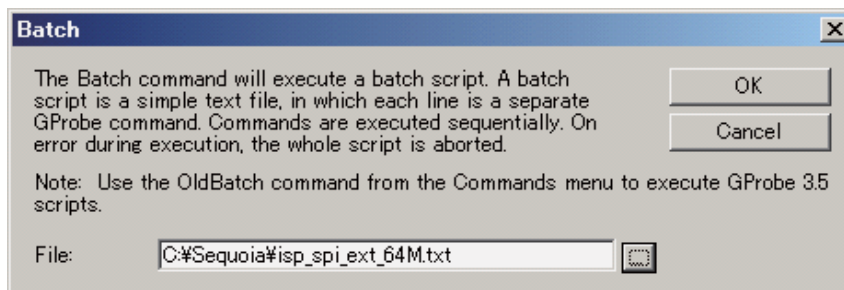 Batch
The Batch command will execute a batch script. A batch
script is a simple text file, in which each line is a separate
GProbe command. Commands are executed sequentially. On
error during execution, the whole script is aborted.
OK
Cancel
Note: Use the OldBatch command from the Commands menu to execute GProbe 3.5
scripts.
File: C:¥Sequoia¥isp_spi_ext_64M.txt ...